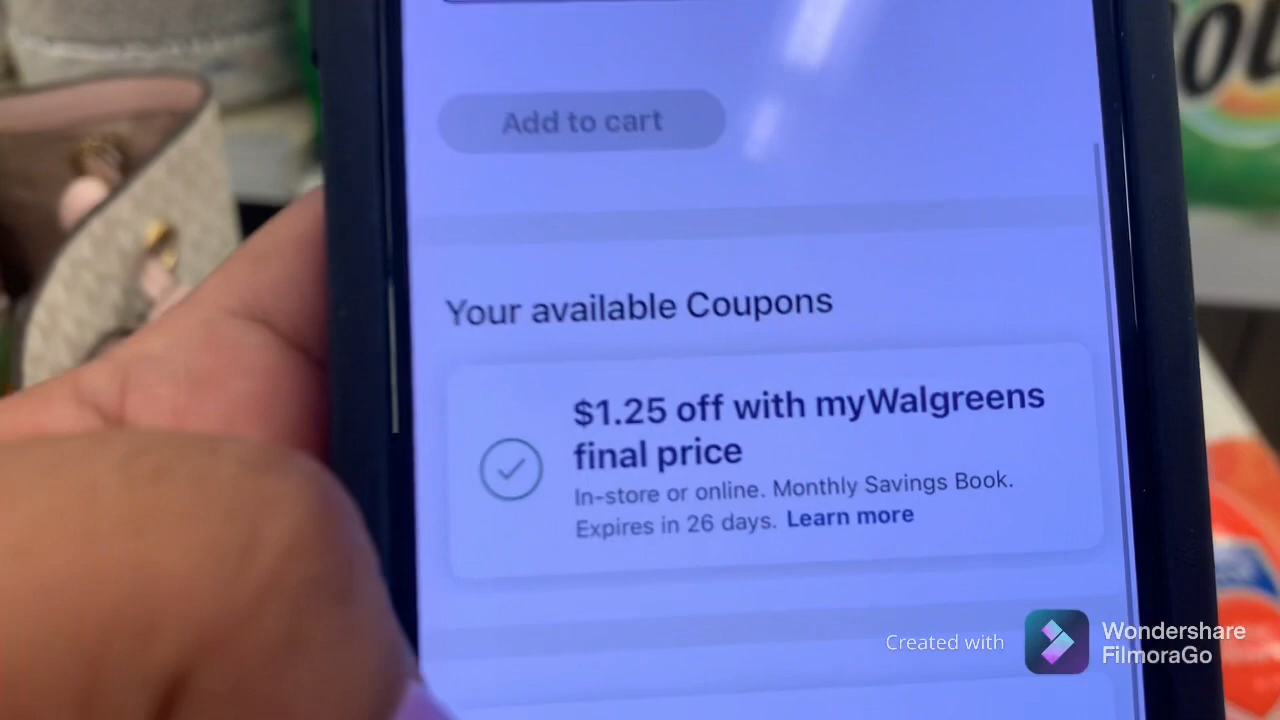 Add to cart
Your available Coupons
$1.25 off with myWalgreens
final price
In-store or online. Monthly Savings Book.
Expires in 26 days. Learn more
Created with
Wondershare
FilmoraGo